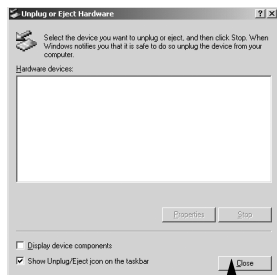 Unplug or Eject Hardware
Select the device you want to unplug or eject, and then click Stop. When
Windows notifies you that it is safe to do so unplug the device from your
computer.
Hardware devices:
Properties
Stop
Display device components
Show Unplug/Eject icon on the taskbar
Close